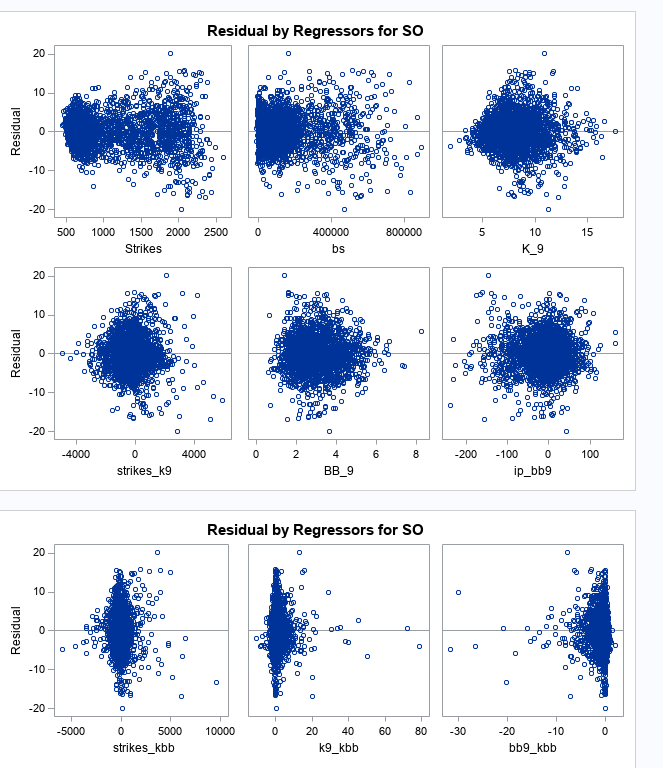 Residual by Regressors for SO
20
10
0
-10
-20
Residual
500 1000 1500 2000 2500
0 400000 800000
5 10 15
Strikes
bs
K_9
20
10
0
-10
-20
Residual
-4000 0 4000
0 2 4 6 8
-200 -100 0 100
strikes_k9
BB_9
ip_bb9
Residual by Regressors for SO
20
10
0
-10
-20
Residual
-5000 0 5000 10000
0 20 40 60 80
-30 -20 -10 0
strikes_kbb
k9_kbb
bb9_kbb